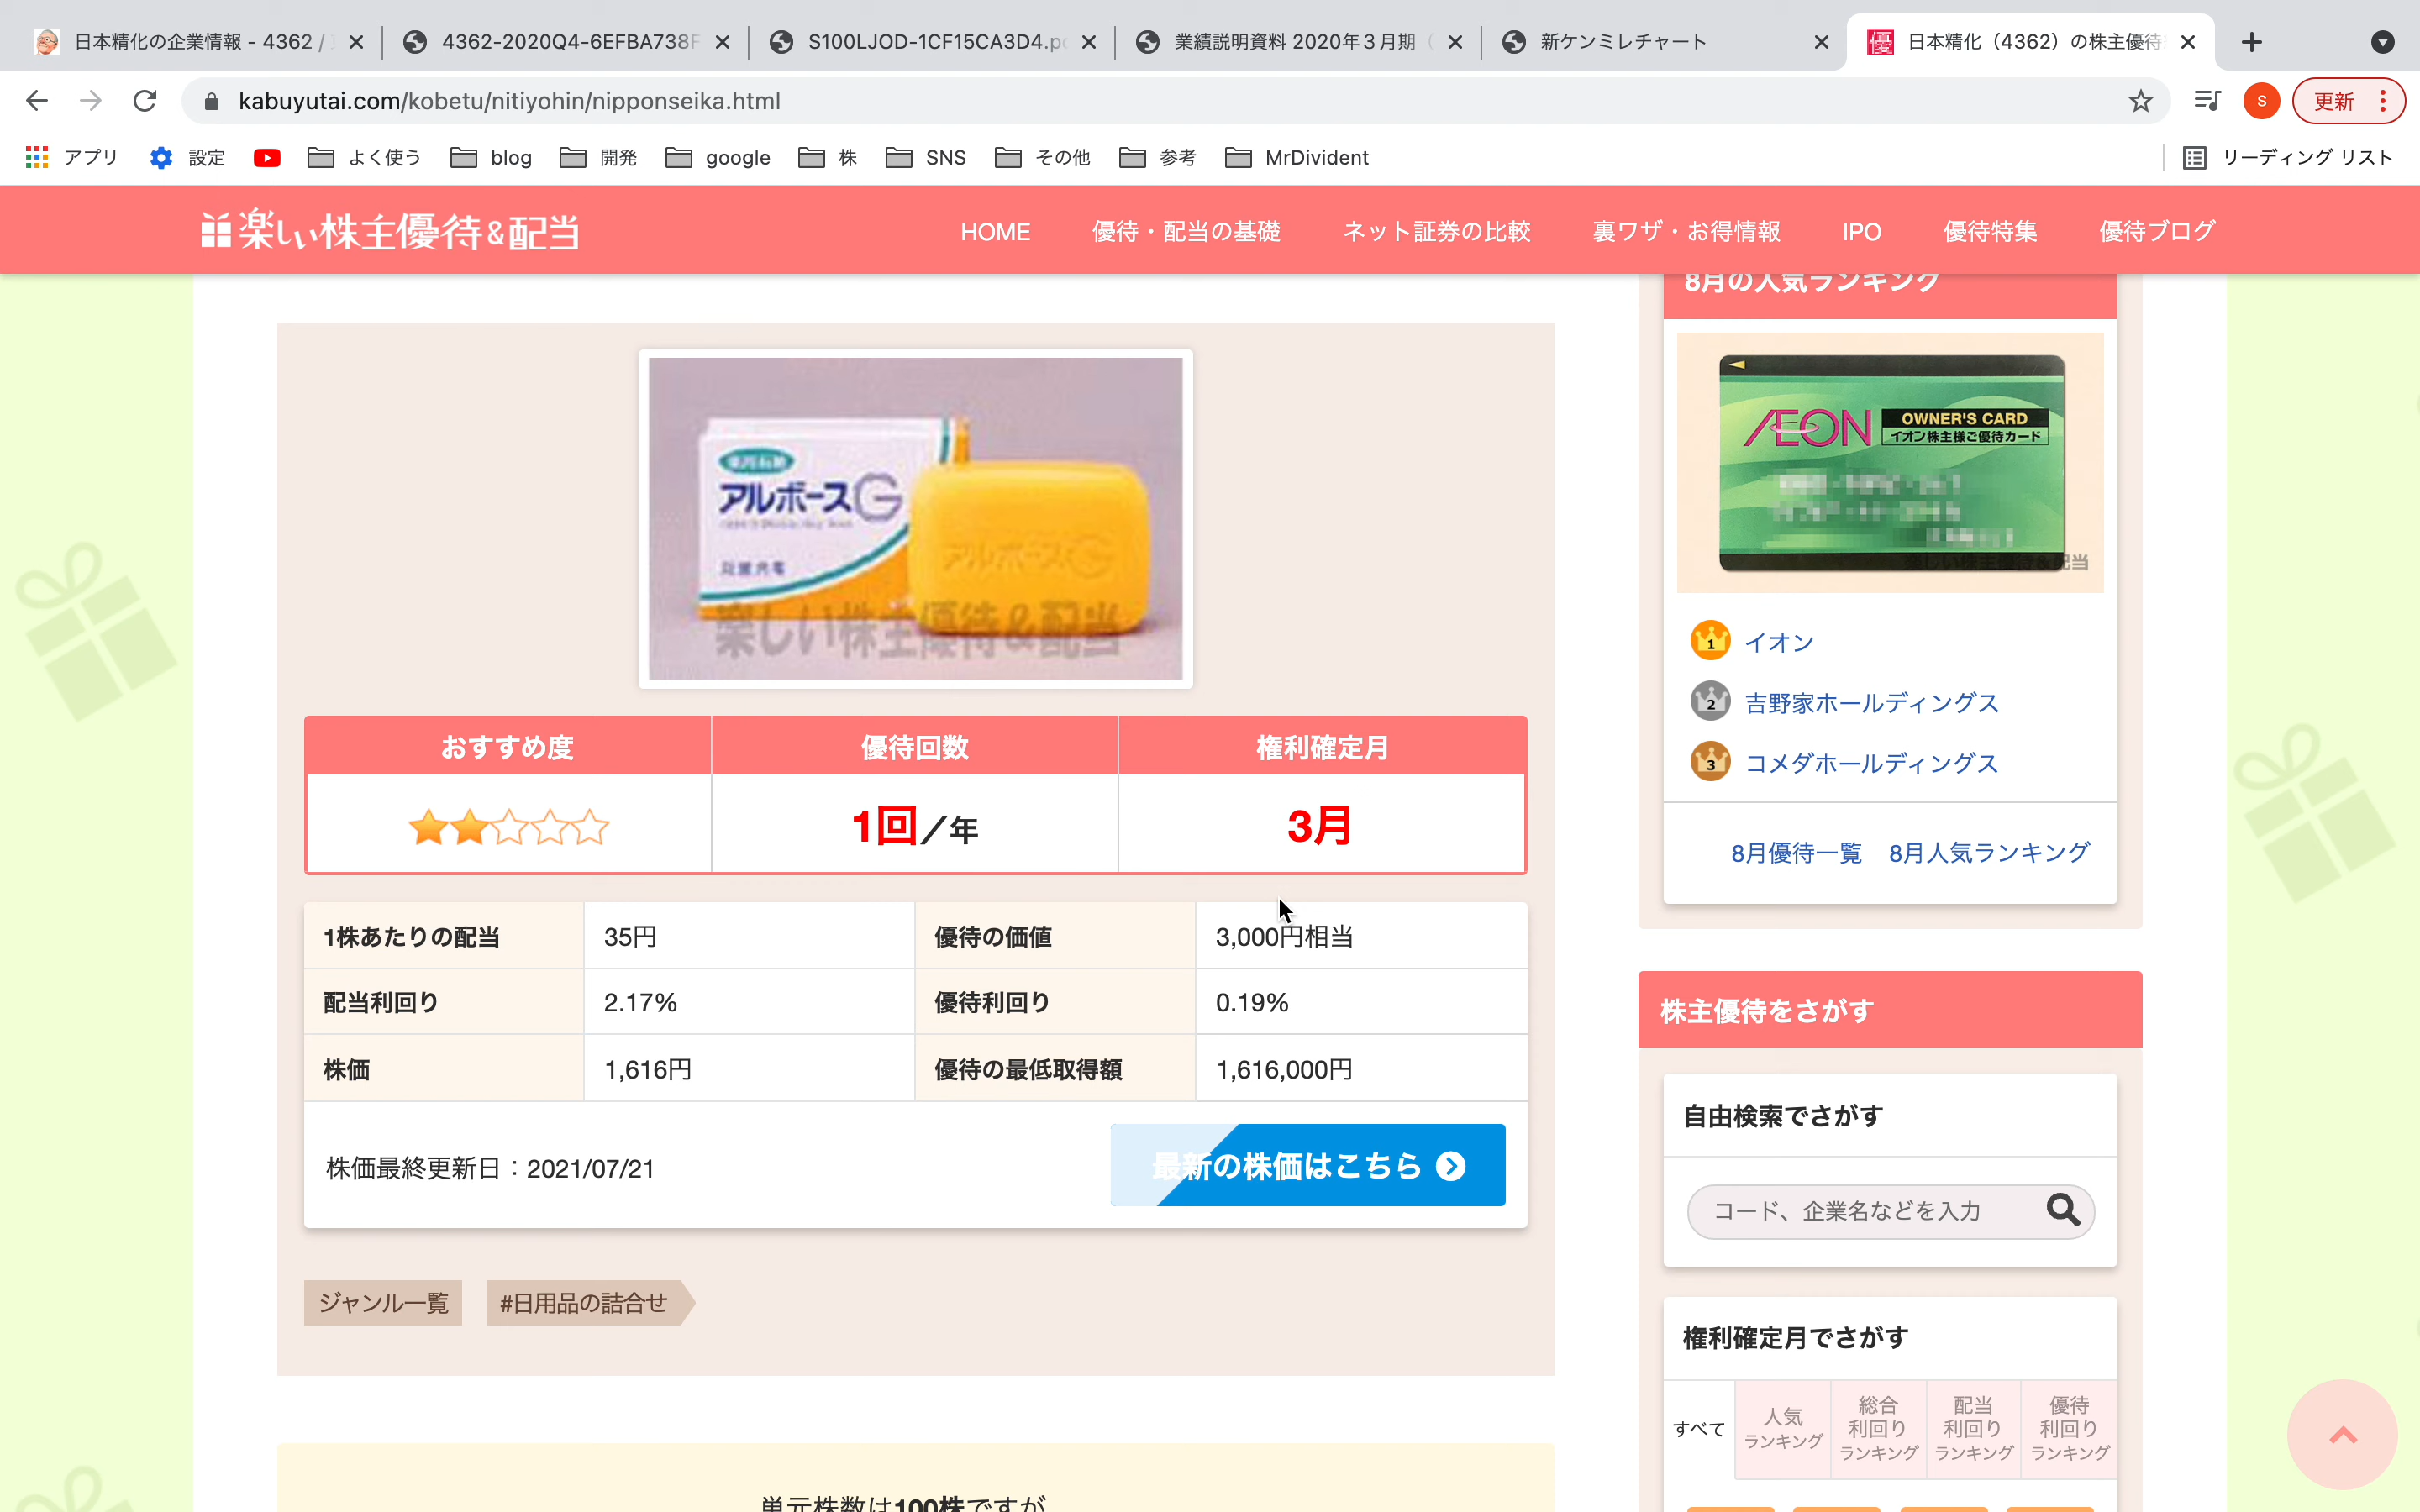 日本精化の企業情報 - 4362 /
4362-2020Q4-6EFBA738F
S100LJOD-1CF15CA3D4.p
業績説明資料 2020年３月期
新ケンミレチャート
日本精化（4362）の株主優待
kabuyutai.com/kobetu/nitiyohin/nipponseika.html
S
更新
アプリ
設定
よく使う
blog
開発
google
株
SNS
その他
参考
MrDivident
リーディング リスト
楽しい株主優待&配当
HOME
優待・配当の基礎
ネット証券の比較
裏ワザ・お得情報
IPO
優待特集
優待ブログ
アルボースG
アルボースG
楽しい株主優待&配当
おすすめ度
優待回数
権利確定月
1回／年
3月
1株あたりの配当
35円
優待の価値
3,000円相当
配当利回り
2.17%
優待利回り
0.19%
株価
1,616円
優待の最低取得額
1,616,000円
株価最終更新日：2021/07/21
最新の株価はこちら
ジャンル一覧
#日用品の詰合せ
単元株数は100株ですが
8月の人気ランキング
AEON
OWNER'S CARD
イオン株主様ご優待カード
1
イオン
2
吉野家ホールディングス
3
コメダホールディングス
8月優待一覧
8月人気ランキング
株主優待をさがす
自由検索でさがす
コード、企業名などを入力
権利確定月でさがす
すべて
人気
ランキング
総合
利回り
ランキング
配当
利回り
ランキング
優待
利回り
ランキング